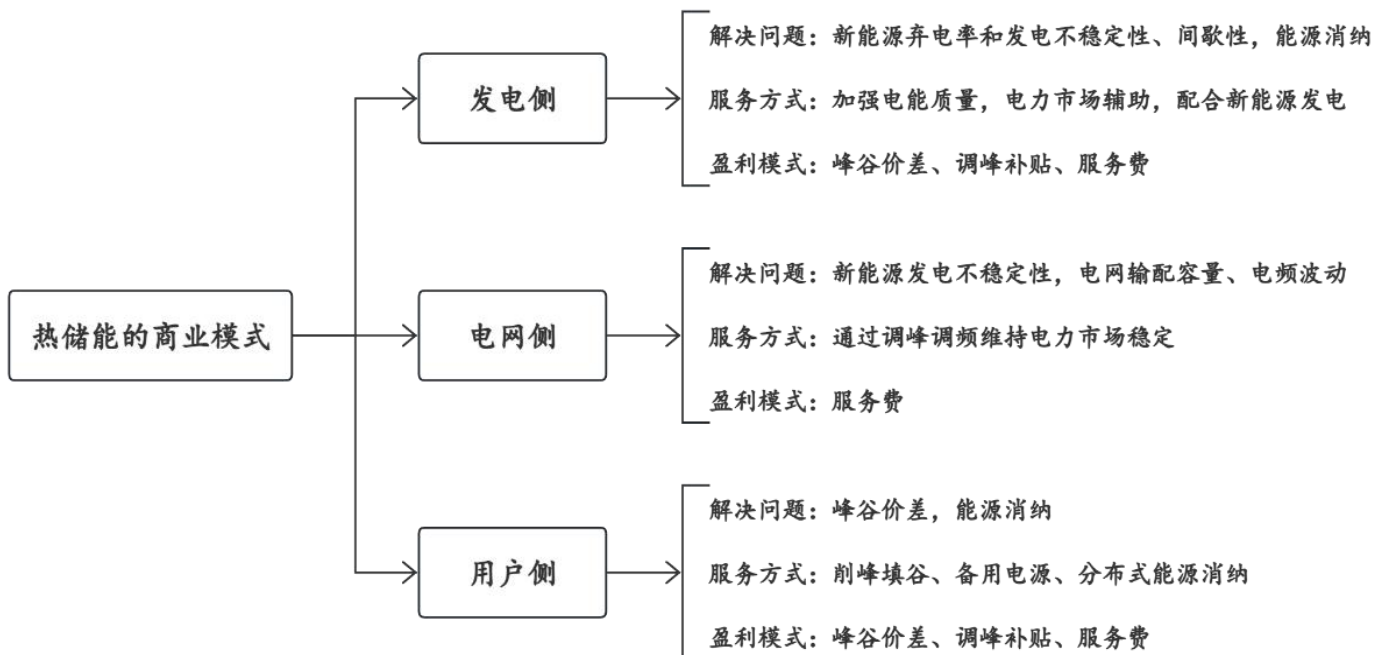 热储能的商业模式
发电侧
解决问题：新能源弃电率和发电不稳定性、间歇性，能源消纳
服务方式：加强电能质量，电力市场辅助，配合新能源发电
盈利模式：峰谷价差、调峰补贴、服务费
电网侧
解决问题：新能源发电不稳定性，电网输配容量、电频波动
服务方式：通过调峰调频维持电力市场稳定
盈利模式：服务费
用户侧
解决问题：峰谷价差，能源消纳
服务方式：削峰填谷、备用电源、分布式能源消纳
盈利模式：峰谷价差、调峰补贴、服务费